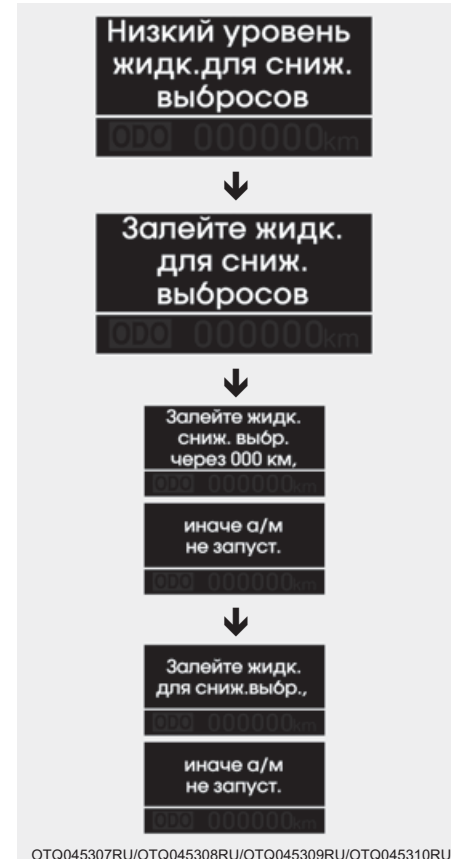 Низкий уровень
жидк.для сниж.
выбросов
ODO 000000km
Залейте жидк.
для сниж.
выбросов
ODO 000000km
Залейте жидк.
сниж. выбр.
через 000 км,
ODO 000000km
иначе а/м
не запуст.
ODO 000000km
Залейте жидк.
для сниж.выбр.,
ODO 000000km
иначе а/м
не запуст.
ODO 000000km
OTQ045307RU/OTQ045308RU/OTQ045309RU/OTQ045310RU